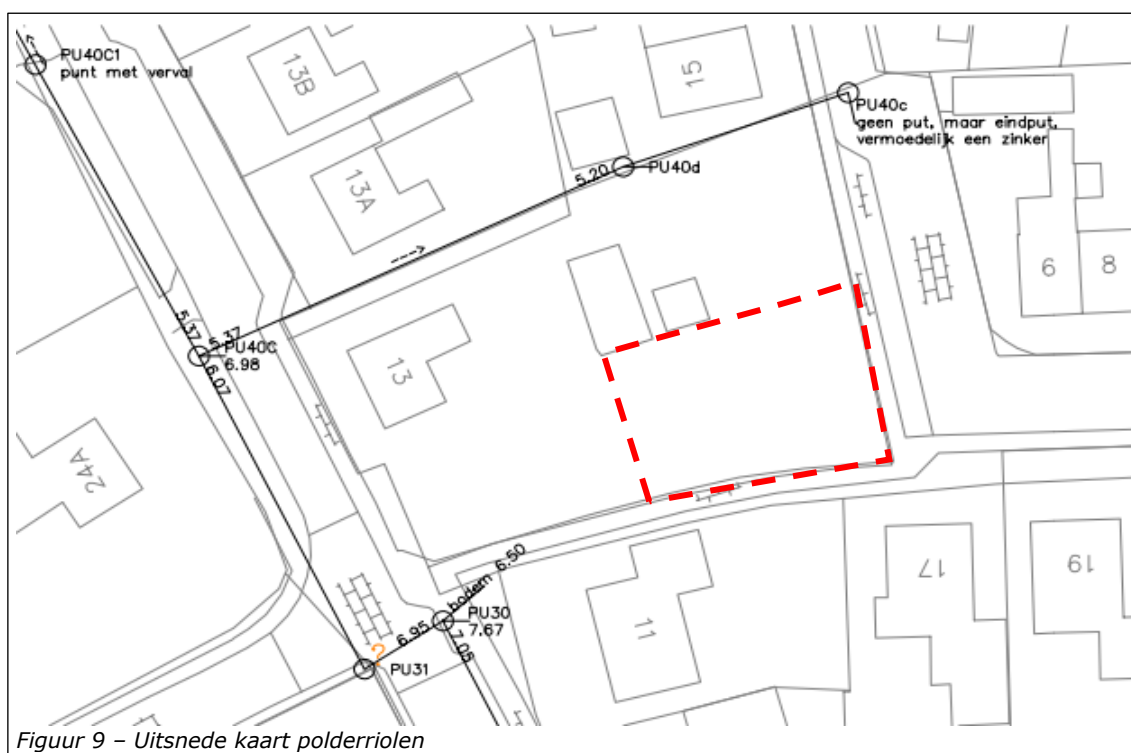 PU40C1
punt met verval
13B
15
PU40c
geen put, maar eindput,
vermoedelijk een zinker
13A
5.20
PU40d
6
8
5.37
5.37
PU40C
6.98
6.07
13
24A
bodem 6.50
PU30
7.67
6.95
7.05
?
PU31
11
17
19
Figuur 9 – Uitsnede kaart polderriolen